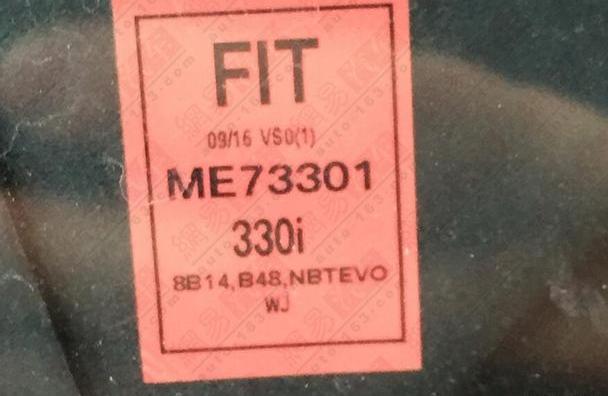 FIT
09/16 VS0(1)
ME73301
330i
8B14,B48,NBTEVO
WJ